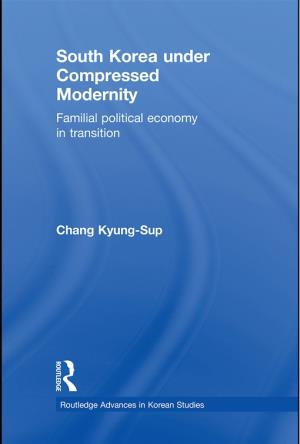 South Korea under
Compressed
Modernity
Familial political economy
in transition
Chang Kyung-Sup
ROUTLEDGE
Routledge Advances in Korean Studies